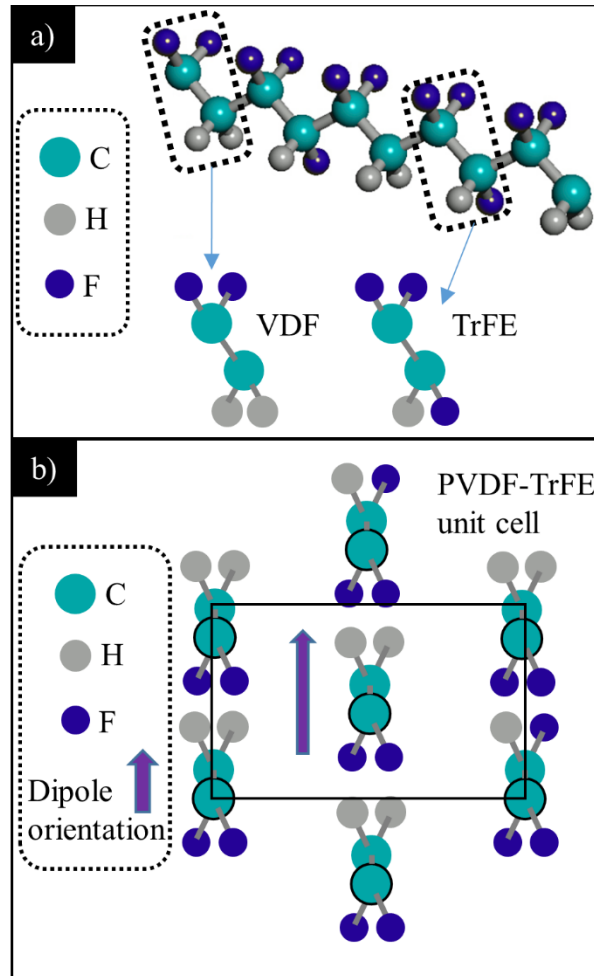 a)
C
H
F
VDF
TrFE
b)
PVDF-TrFE
unit cell
C
H
F
Dipole
orientation